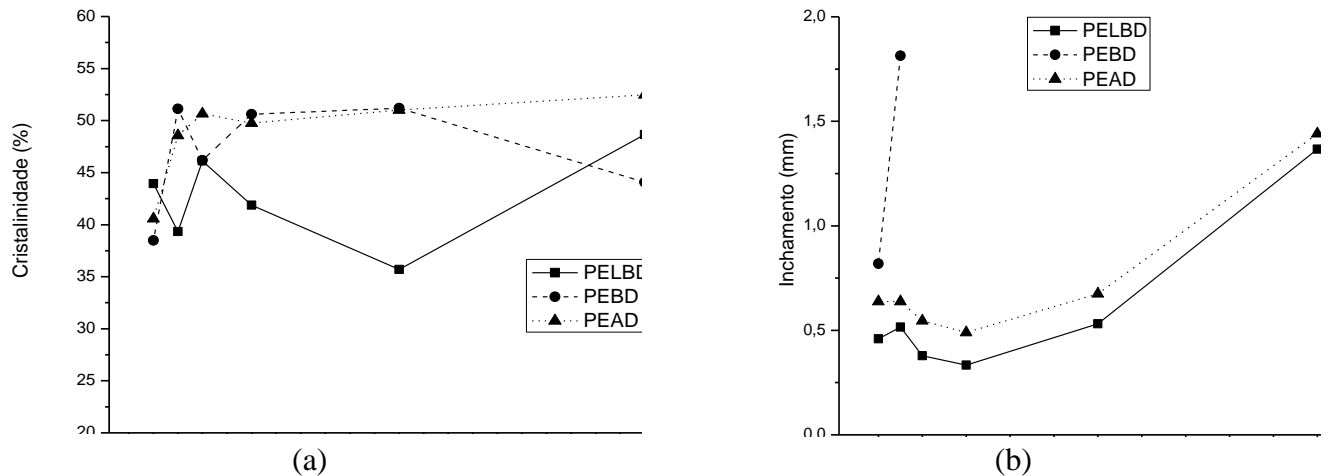 60
55
50
45
40
35
30
25
20
Cristalinidade (%)
PELBD
PEBD
PEAD
(a)
2,0
1,5
1,0
0,5
0,0
Inchamento (mm)
PELBD
PEBD
PEAD
(b)